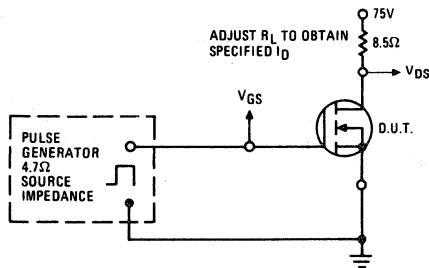 75V
ADJUST RL TO OBTAIN
SPECIFIED ID
8.5Ω
VDS
VGS
D.U.T.
PULSE
GENERATOR
4.7Ω
SOURCE
IMPEDANCE